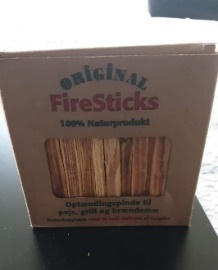 ORiGiNAL
FireSticks
100% Naturprodukt
Optændingspinde til
pejs, grill og brændeovn